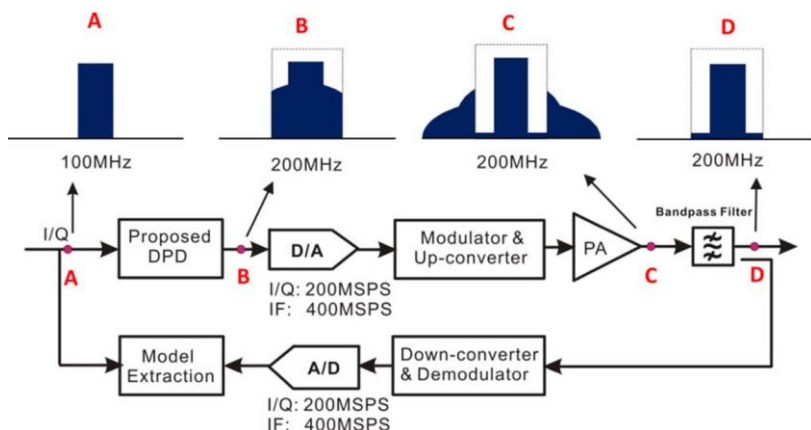 A
B
C
D
100MHz
200MHz
200MHz
200MHz
Bandpass Filter
I/Q
Proposed
DPD
D/A
Modulator &
Up-converter
PA
A
B
C
D
I/Q: 200MSPS
IF: 400MSPS
Model
Extraction
A/D
Down-converter
& Demodulator
I/Q: 200MSPS
IF: 400MSPS